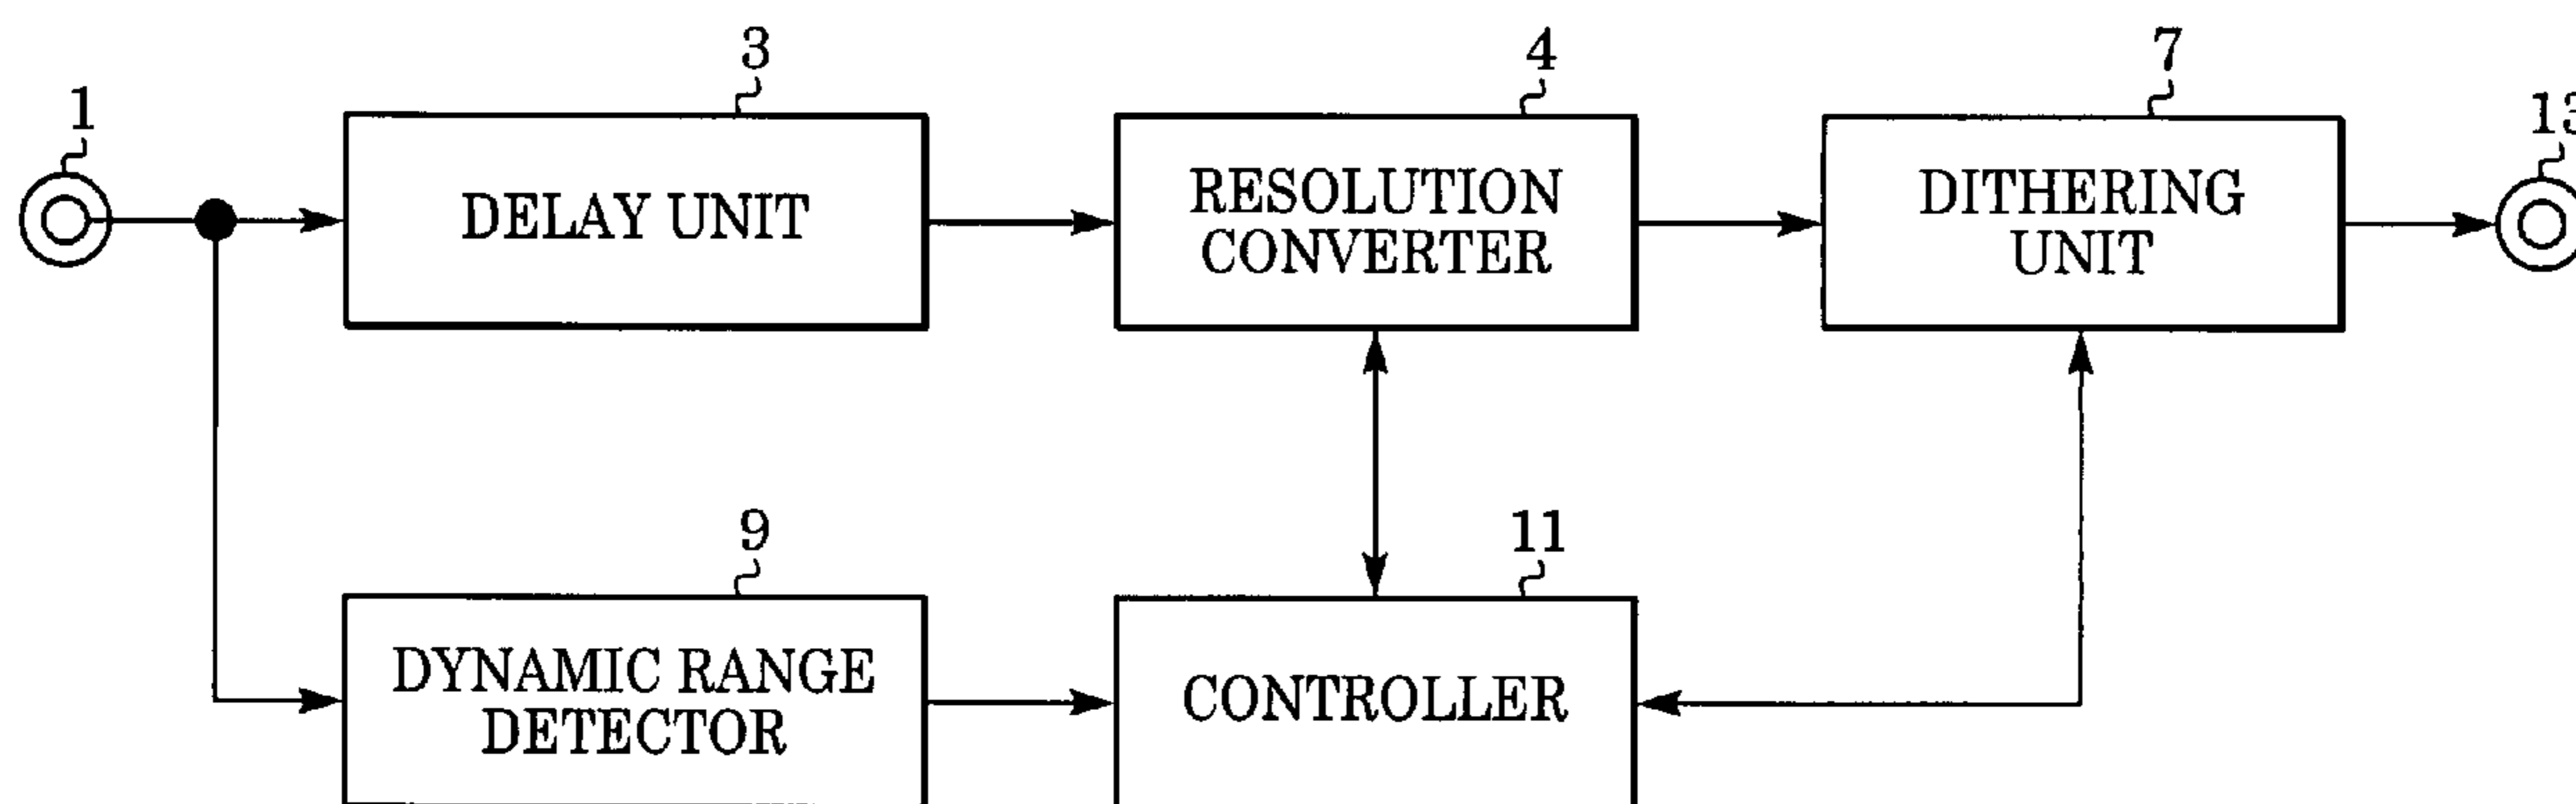 3
4
7
1
13
DELAY UNIT
RESOLUTION
CONVERTER
DITHERING
UNIT
9
11
DYNAMIC RANGE
DETECTOR
CONTROLLER